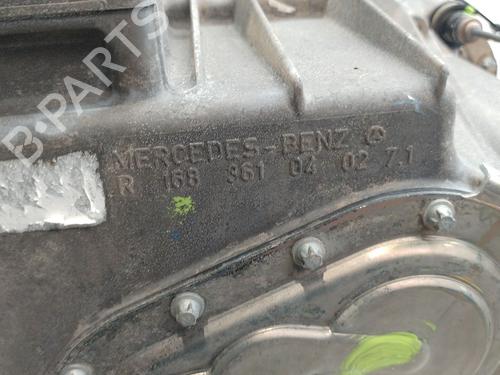 MERCEDES-BENZ
R 168 361 04 02 7.1
B-PARTS